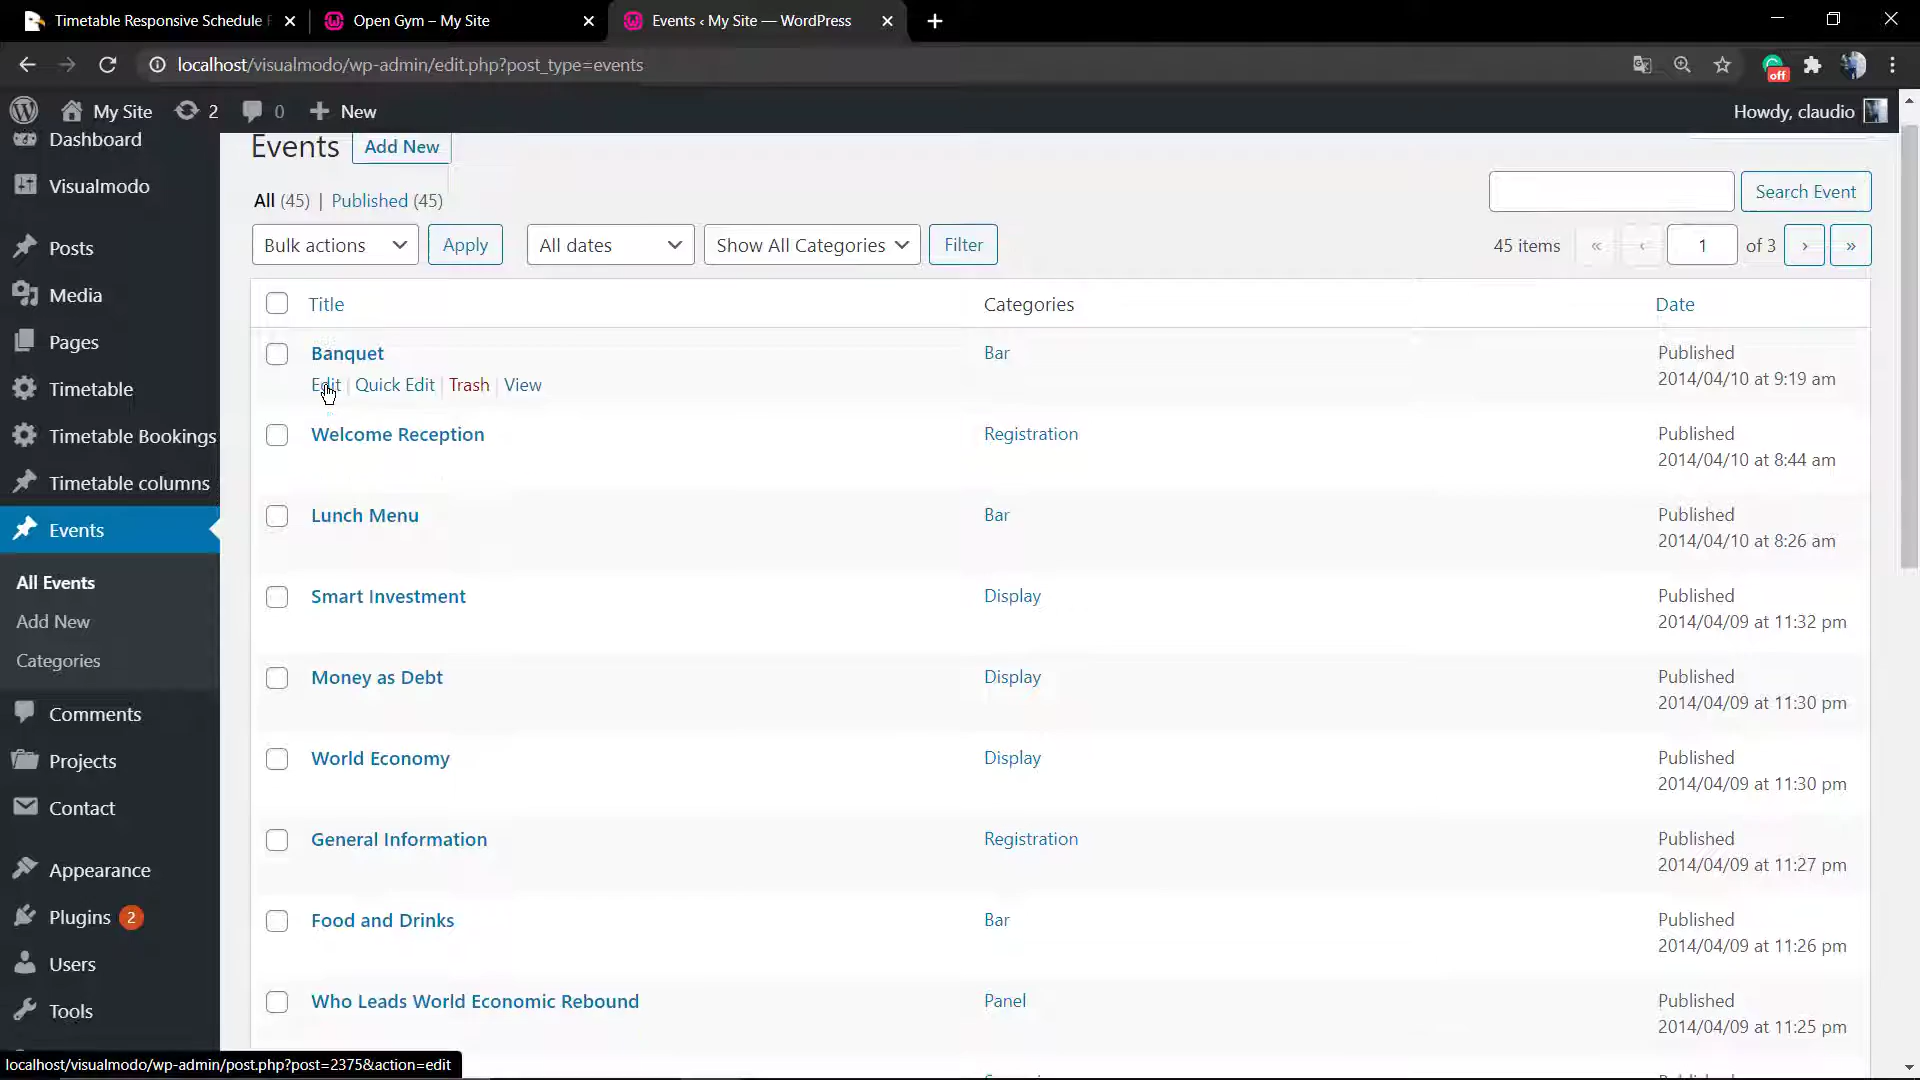 Timetable Responsive Schedule F
Open Gym – My Site
Events ‹ My Site — WordPress
localhost/visualmodo/wp-admin/edit.php?post_type=events
off
My Site
2
0
New
Howdy, claudio
Dashboard
Visualmodo
Posts
Media
Pages
Timetable
Timetable Bookings
Timetable columns
Events
All Events
Add New
Categories
Comments
Projects
Contact
Appearance
Plugins 2
Users
Tools
Events Add New
All (45) | Published (45)
Search Event
Bulk actions Apply All dates Show All Categories Filter 45 items « ‹ 1 of 3 › »
Title Categories Date
Banquet Bar Published
2014/04/10 at 9:19 am
Edit | Quick Edit | Trash | View
Welcome Reception Registration Published
2014/04/10 at 8:44 am
Lunch Menu Bar Published
2014/04/10 at 8:26 am
Smart Investment Display Published
2014/04/09 at 11:32 pm
Money as Debt Display Published
2014/04/09 at 11:30 pm
World Economy Display Published
2014/04/09 at 11:30 pm
General Information Registration Published
2014/04/09 at 11:27 pm
Food and Drinks Bar Published
2014/04/09 at 11:26 pm
Who Leads World Economic Rebound Panel Published
2014/04/09 at 11:25 pm
localhost/visualmodo/wp-admin/post.php?post=2375&action=edit